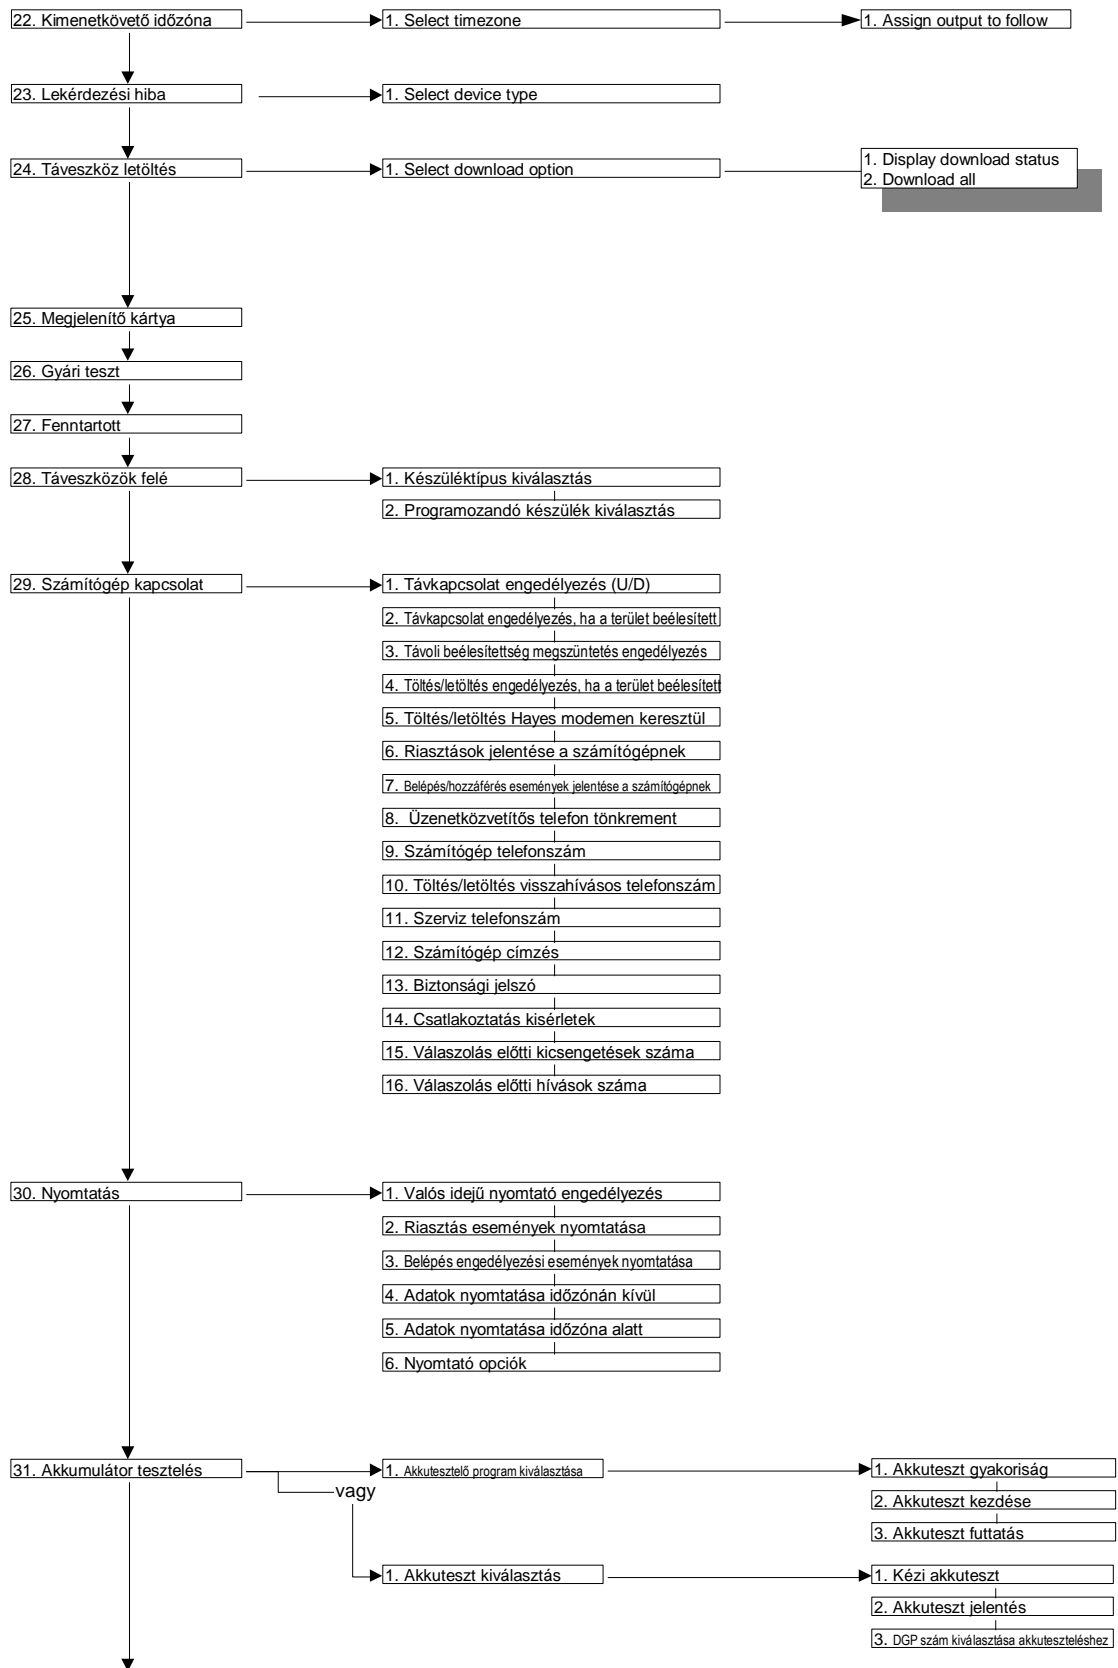 22. Kimenetkövető időzóna
1. Select timezone
1. Assign output to follow
23. Lekérdezési hiba
1. Select device type
24. Táveszköz letöltés
1. Select download option
1. Display download status
2. Download all
25. Megjelenítő kártya
26. Gyári teszt
27. Fenntartott
28. Táveszközök felé
1. Készüléktípus kiválasztás
2. Programozandó készülék kiválasztás
29. Számítógép kapcsolat
1. Távkapcsolat engedélyezés (U/D)
2. Távkapcsolat engedélyezés, ha a terület beélesített
3. Távoli beélesítettség megszüntetés engedélyezés
4. Töltés/letöltés engedélyezés, ha a terület beélesített
5. Töltés/letöltés Hayes modemen keresztül
6. Riasztások jelentése a számítógépnek
7. Belépés/hozzáférés események jelentése a számítógépnek
8. Üzenetközvetítős telefon tönkrement
9. Számítógép telefonszám
10. Töltés/letöltés visszahívásos telefonszám
11. Szerviz telefonszám
12. Számítógép címzés
13. Biztonsági jelszó
14. Csatlakoztatás kisérletek
15. Válaszolás előtti kicsengetések száma
16. Válaszolás előtti hívások száma
30. Nyomtatás
1. Valós idejű nyomtató engedélyezés
2. Riasztás események nyomtatása
3. Belépés engedélyezési események nyomtatása
4. Adatok nyomtatása időzónán kívül
5. Adatok nyomtatása időzóna alatt
6. Nyomtató opciók
31. Akkumulátor tesztelés
1. Akkutesztelő program kiválasztása
1. Akkuteszt gyakoriság
vagy
2. Akkuteszt kezdése
3. Akkuteszt futtatás
1. Akkuteszt kiválasztás
1. Kézi akkuteszt
2. Akkuteszt jelentés
3. DGP szám kiválasztása akkuteszteléshez